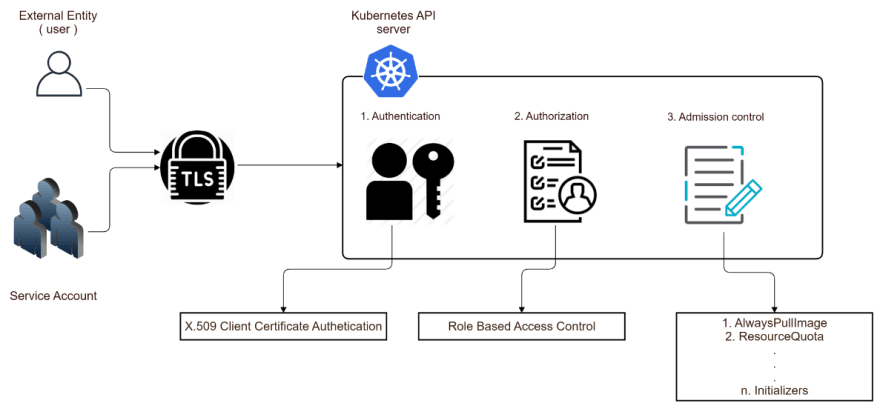 External Entity
( user )
Kubernetes API
server
1. Authentication
2. Authorization
3. Admission control
TLS
Service Account
X.509 Client Certificate Authetication
Role Based Access Control
1. AlwaysPullImage
2. ResourceQuota
.
.
.
n. Initializers